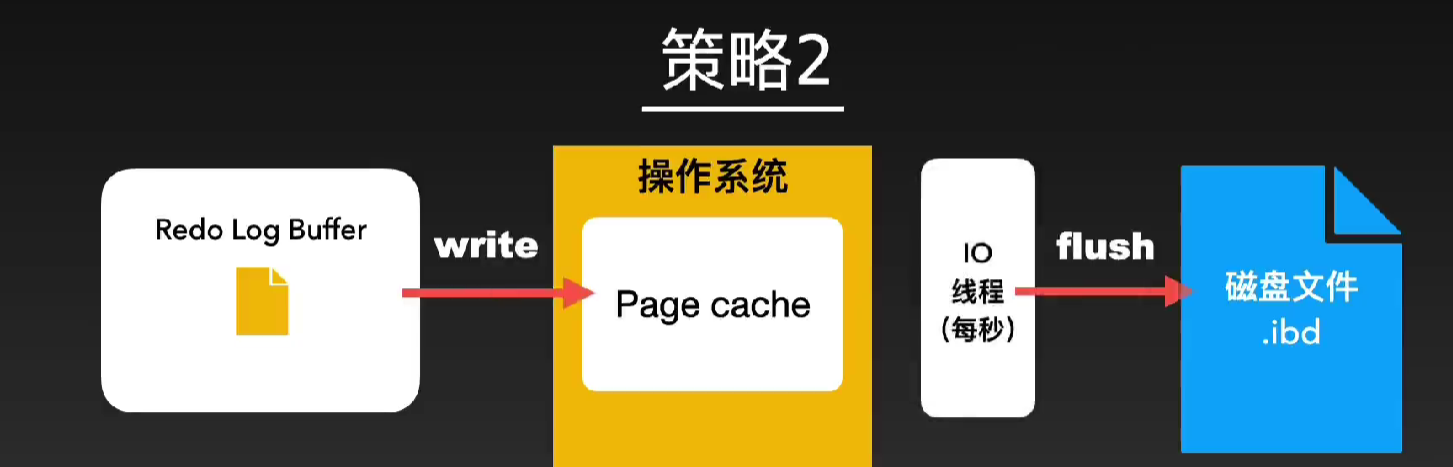 策略2
操作系统
Redo Log Buffer
write
Page cache
IO
线程
（每秒）
flush
磁盘文件
.ibd